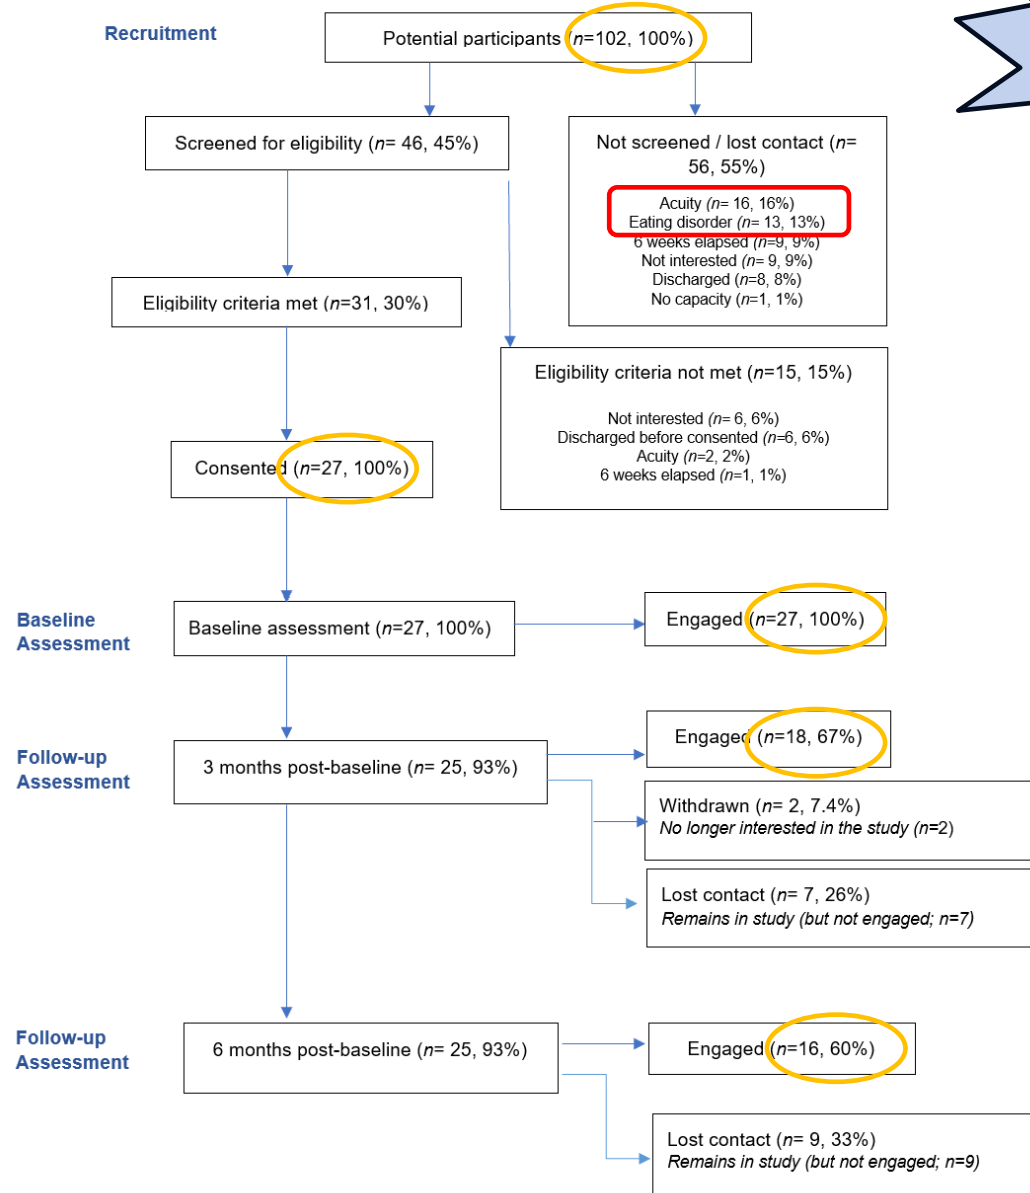 Recruitment
Potential participants (n=102, 100%)
Screened for eligibility (n= 46, 45%)
Not screened / lost contact (n=
56, 55%)
Acuity (n= 16, 16%)
Eating disorder (n= 13, 13%)
6 weeks elapsed (n=9, 9%)
Not interested (n= 9, 9%)
Discharged (n=8, 8%)
No capacity (n=1, 1%)
Eligibility criteria met (n=31, 30%)
Eligibility criteria not met (n=15, 15%)
Not interested (n= 6, 6%)
Discharged before consented (n=6, 6%)
Acuity (n=2, 2%)
6 weeks elapsed (n=1, 1%)
Consented (n=27, 100%)
Baseline
Assessment
Baseline assessment (n=27, 100%)
Engaged (n=27, 100%)
Follow-up
Assessment
3 months post-baseline (n= 25, 93%)
Engaged (n=18, 67%)
Withdrawn (n= 2, 7.4%)
No longer interested in the study (n=2)
Lost contact (n= 7, 26%)
Remains in study (but not engaged; n=7)
Follow-up
Assessment
6 months post-baseline (n= 25, 93%)
Engaged (n=16, 60%)
Lost contact (n= 9, 33%)
Remains in study (but not engaged; n=9)